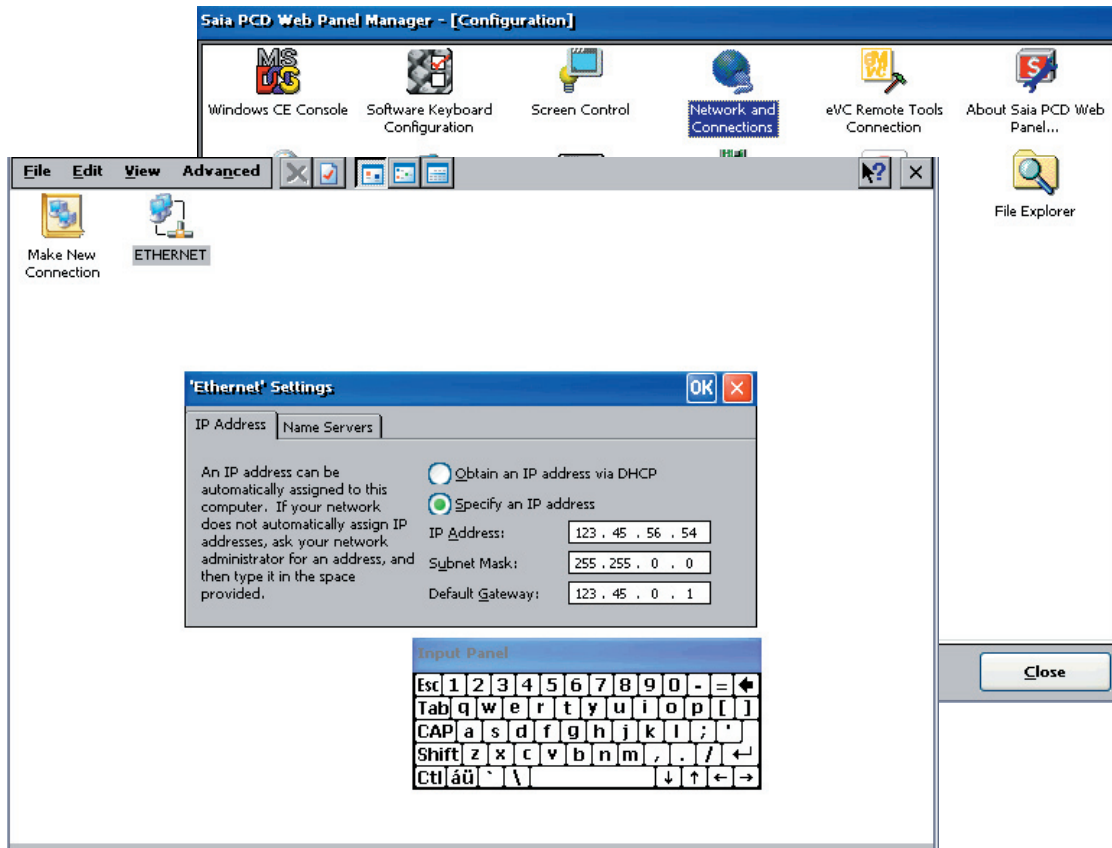 Saia PCD Web Panel Manager - [Configuration]
Windows CE Console
Software Keyboard
Configuration
Screen Control
Network and
Connections
eVC Remote Tools
Connection
About Saia PCD Web
Panel...
File Explorer
File Edit View Advanced
Make New
Connection
ETHERNET
'Ethernet' Settings
OK
IP Address Name Servers
An IP address can be
automatically assigned to this
computer. If your network
does not automatically assign IP
addresses, ask your network
administrator for an address, and
then type it in the space
provided.
Obtain an IP address via DHCP
Specify an IP address
IP Address: 123 . 45 . 56 . 54
Subnet Mask: 255 . 255 . 0 . 0
Default Gateway: 123 . 45 . 0 . 1
Input Panel
Esc 1 2 3 4 5 6 7 8 9 0 - =
Tab q w e r t y u i o p [ ]
CAP a s d f g h j k l ; '
Shift z x c v b n m , . /
Ctl áü ` \
Close